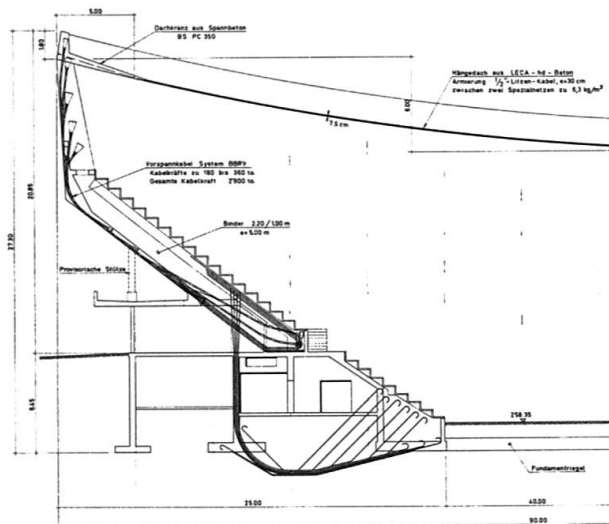 5.00
Dachkranz aus Spannbeton
BS PC 350
1.80
Hängedach aus LECA - hd - Beton
Armierung 1/2"-Litzen-Kabel, e=30 cm
zwischen zwei Spezialnetzen zu 6,3 kg/m²
6.00
7.5 cm
Vorspannkabel System BBRV
Kabelkräfte zu 180 bis 360 to.
Gesamte Kabelkraft 2'900 to.
20.85
27.30
Binder 2.20/1.00 m
e=5.00 m
Provisorische Stütze
6.45
258.35
Fundamentriegel
25.00
40.00
90.00